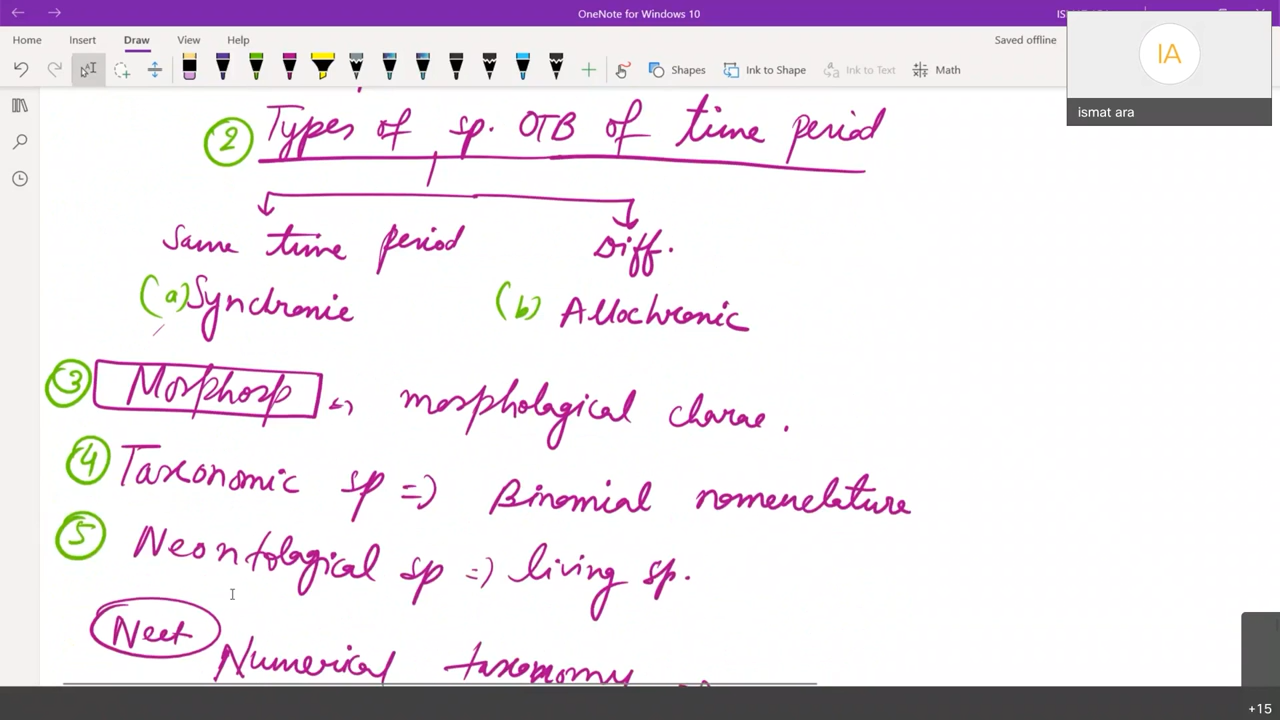 OneNote for Windows 10
Home Insert Draw View Help
Saved offline
Shapes Ink to Shape Ink to Text Math
IA
ismat ara
② Types of sp. OTB of time period
Same time period Diff.
(a) Synchronic (b) Allochronic
③ Morphosp ↔ morphological charac.
④ Taxonomic sp => Binomial nomenclature
⑤ Neontological sp => living sp.
Neet
Numerical taxonomy
+15